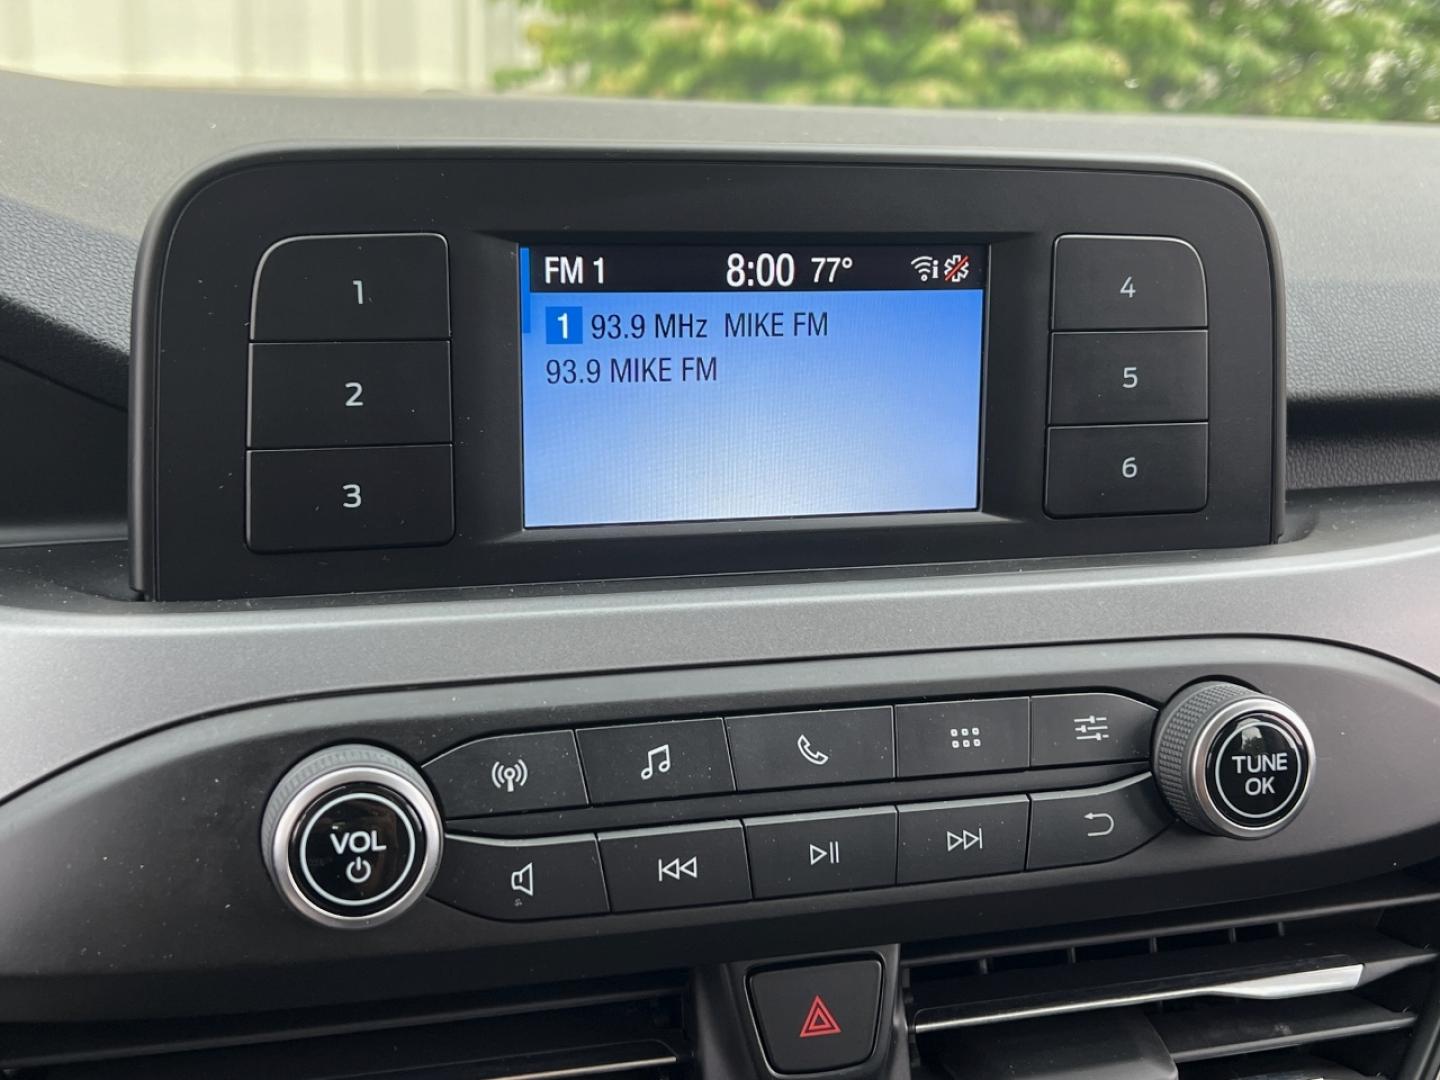 FM 1 8:00 77°
1 93.9 MHz MIKE FM
93.9 MIKE FM
1
2
3
4
5
6
VOL
TUNE
OK